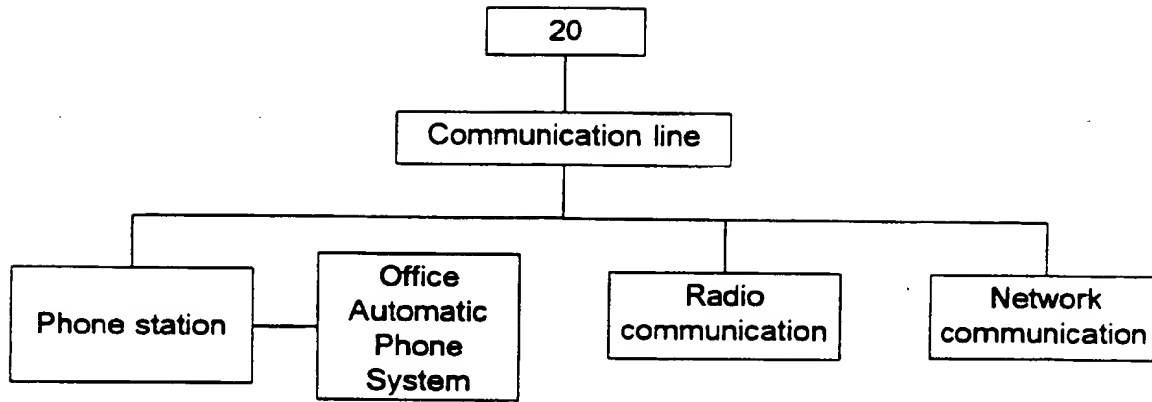 20
Communication line
Phone station
Office
Automatic
Phone
System
Radio
communication
Network
communication